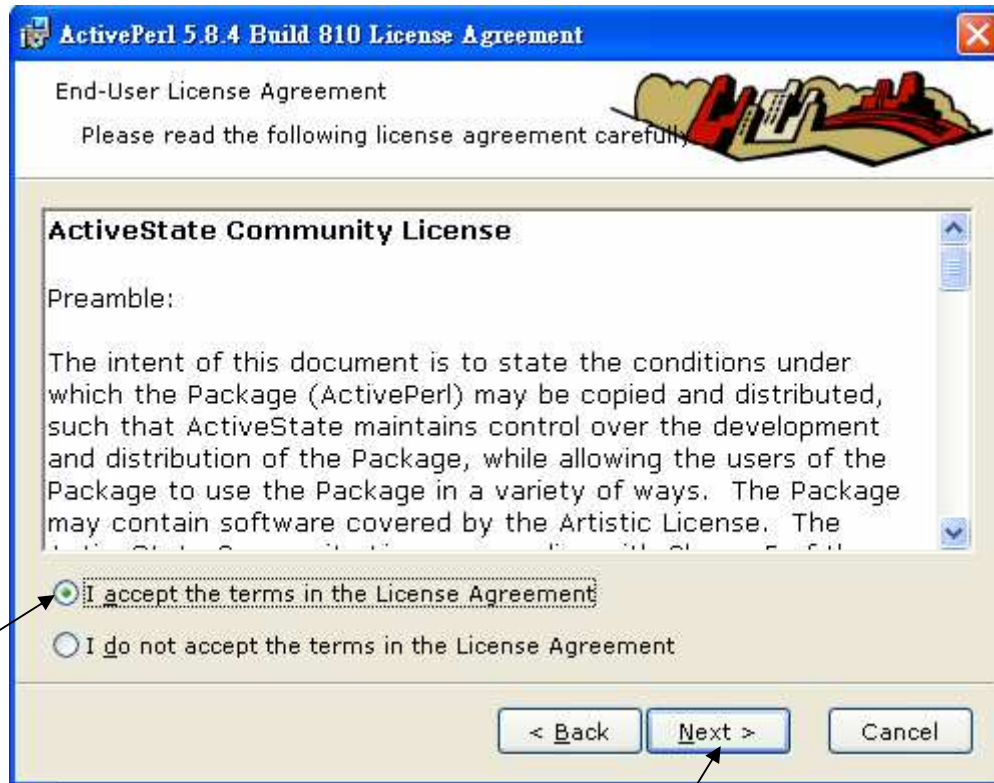 ActivePerl 5.8.4 Build 810 License Agreement
End-User License Agreement
Please read the following license agreement carefully
ActiveState Community License
Preamble:
The intent of this document is to state the conditions under
which the Package (ActivePerl) may be copied and distributed,
such that ActiveState maintains control over the development
and distribution of the Package, while allowing the users of the
Package to use the Package in a variety of ways.  The Package
may contain software covered by the Artistic License.  The
I accept the terms in the License Agreement
I do not accept the terms in the License Agreement
< Back
Next >
Cancel